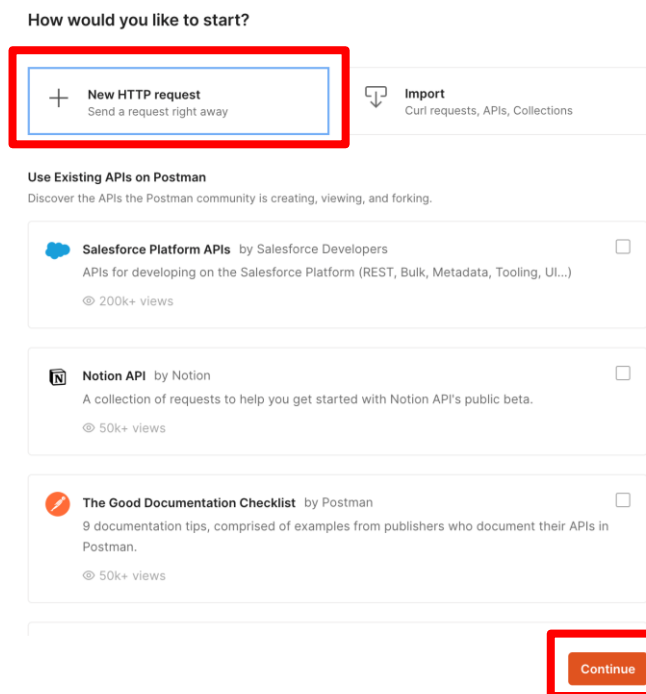 How would you like to start?
New HTTP request
Send a request right away
Import
Curl requests, APIs, Collections
Use Existing APIs on Postman
Discover the APIs the Postman community is creating, viewing, and forking.
Salesforce Platform APIs by Salesforce Developers
APIs for developing on the Salesforce Platform (REST, Bulk, Metadata, Tooling, UI...)
200k+ views
Notion API by Notion
A collection of requests to help you get started with Notion API's public beta.
50k+ views
The Good Documentation Checklist by Postman
9 documentation tips, comprised of examples from publishers who document their APIs in
Postman.
50k+ views
Continue